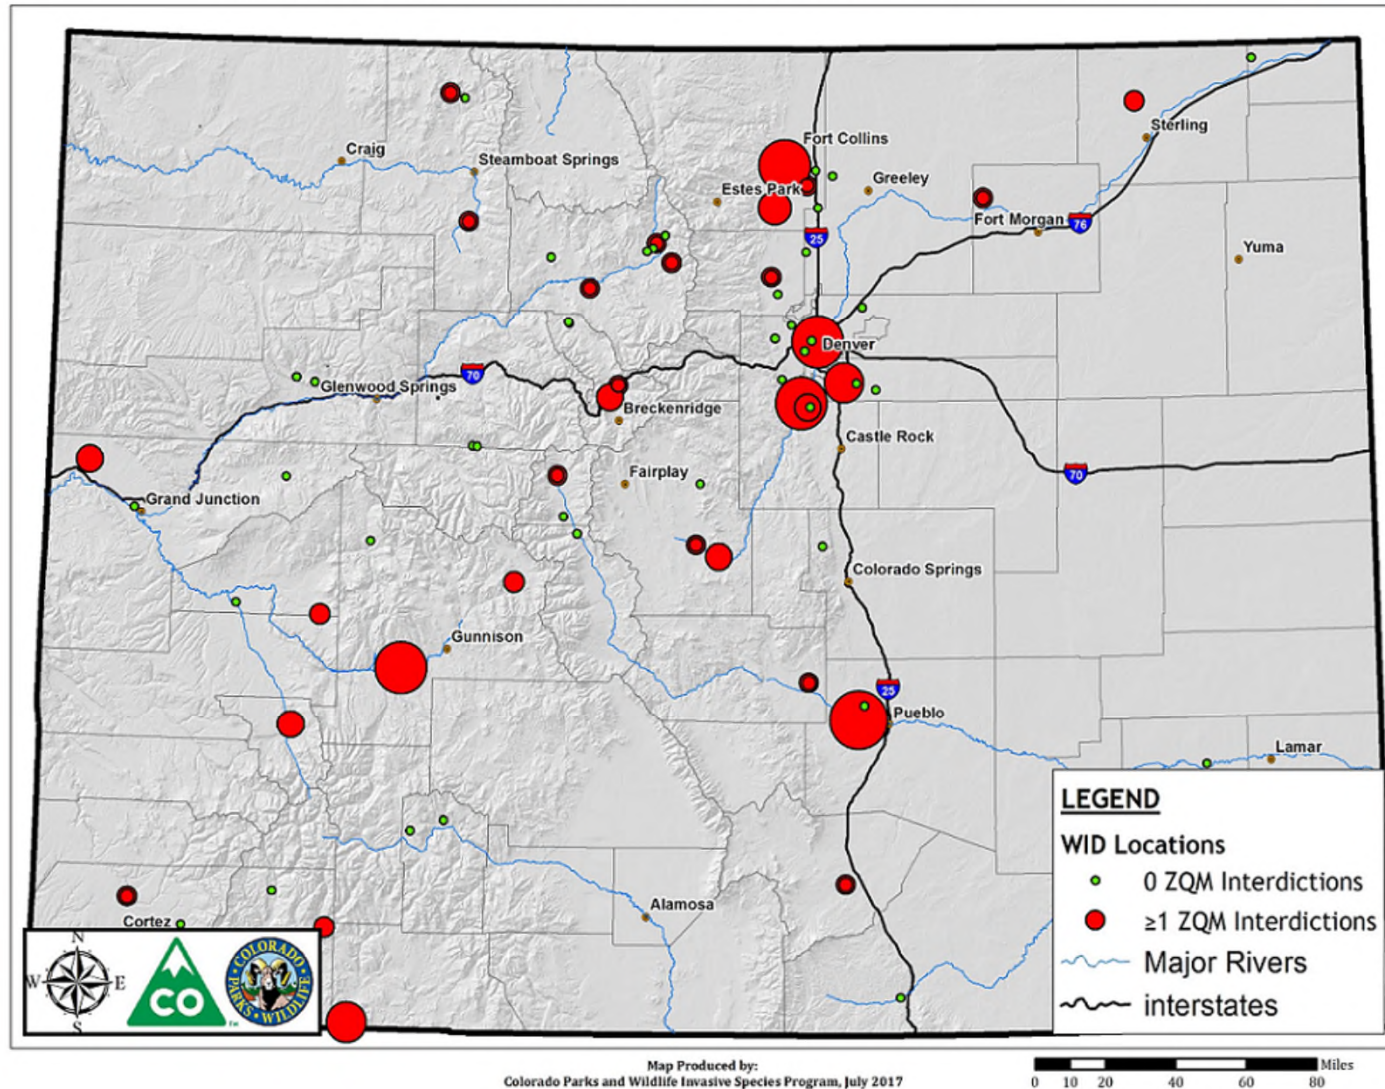 Fort Collins
Sterling
Craig
Steamboat Springs
Estes Park
Greeley
Fort Morgan
76
25
Yuma
Denver
70
Glenwood Springs
Breckenridge
Castle Rock
Fairplay
70
Grand Junction
Colorado Springs
Gunnison
25
Pueblo
Lamar
Alamosa
Cortez
LEGEND
WID Locations
0 ZQM Interdictions
≥1 ZQM Interdictions
Major Rivers
interstates
N
W
E
S
CO
TM
COLORADO
PARKS WILDLIFE
Map Produced by:
Colorado Parks and Wildlife Invasive Species Program, July 2017
Miles
0 10 20 40 60 80